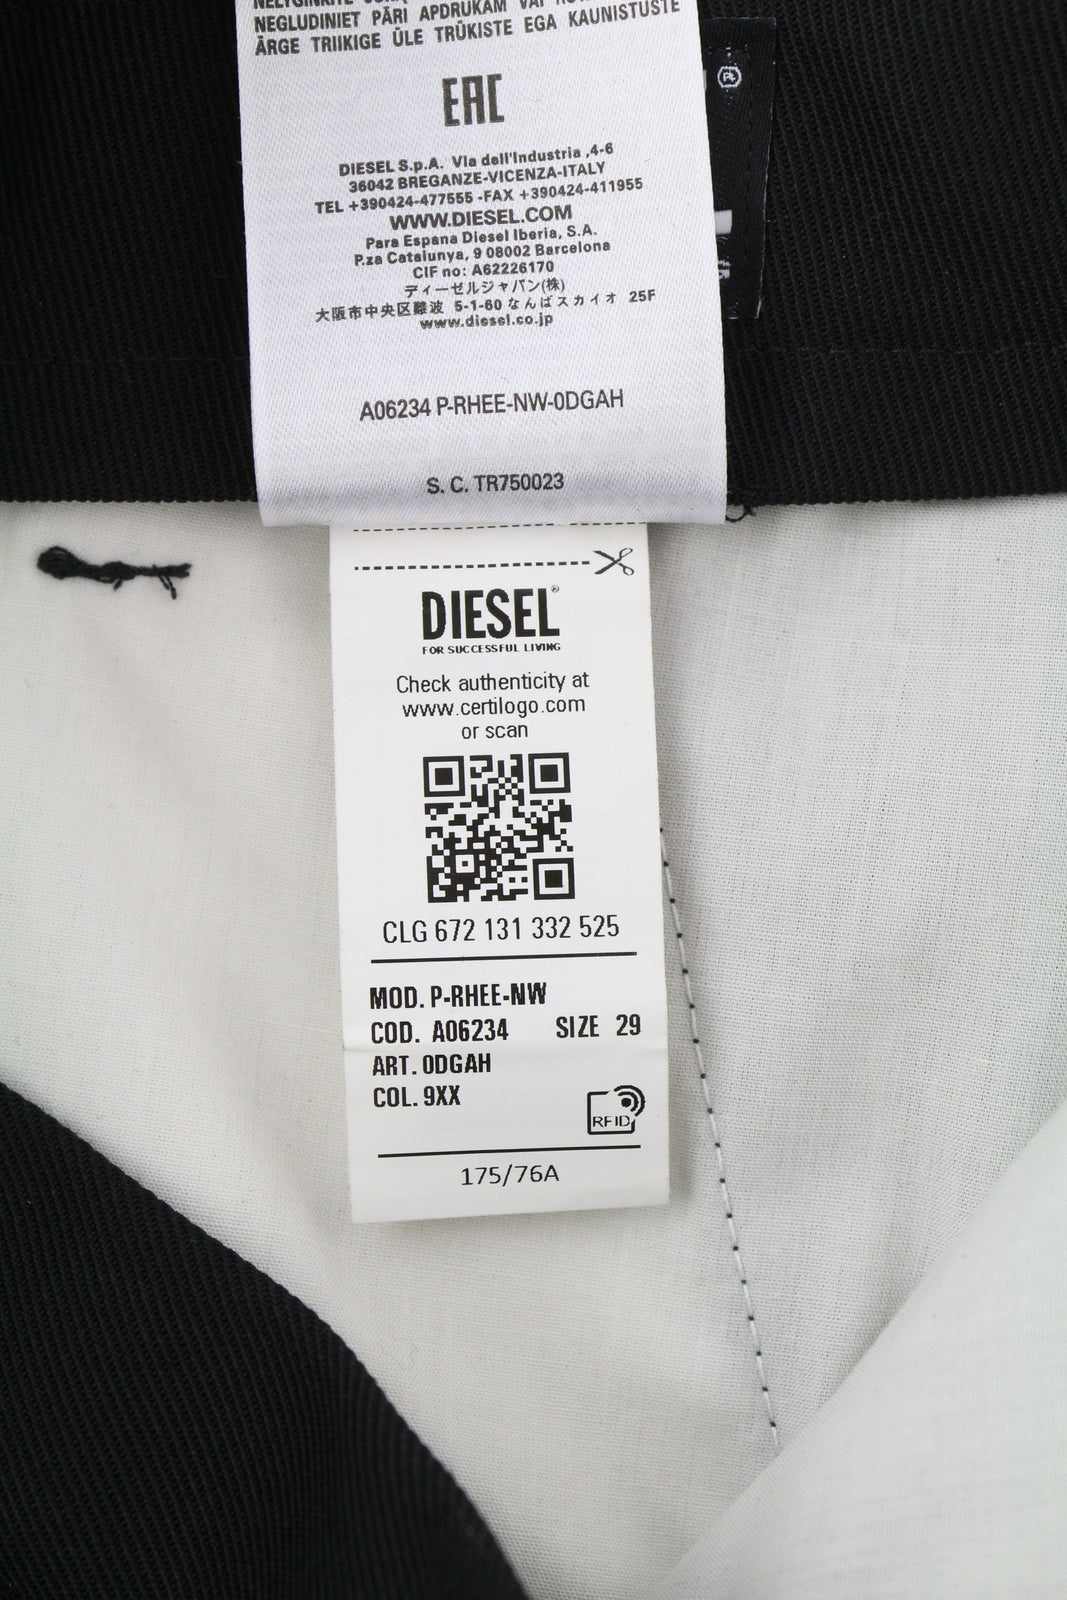 NEGLUDINIET PĀRI APDRUKĀM VAI
ÄRGE TRIIKIGE ÜLE TRÜKISTE EGA KAUNISTUSTE
EAC
DIESEL S.p.A. Via dell'Industria ,4-6
36042 BREGANZE-VICENZA-ITALY
TEL +390424-477555 -FAX +390424-411955
WWW.DIESEL.COM
Para Espana Diesel Iberia, S.A.
P.za Catalunya, 9 08002 Barcelona
CIF no: A62226170
ディーゼルジャパン(株)
大阪市中央区難波 5-1-60 なんばスカイオ 25F
www.diesel.co.jp
A06234 P-RHEE-NW-0DGAH
S. C. TR750023
DIESEL®
FOR SUCCESSFUL LIVING
Check authenticity at
www.certilogo.com
or scan
CLG 672 131 332 525
MOD. P-RHEE-NW
COD. A06234 SIZE 29
ART. 0DGAH
COL. 9XX
RFID
175/76A